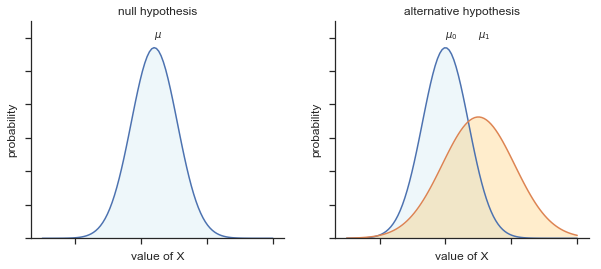 null hypothesis
μ
probability
value of X
alternative hypothesis
μ0 μ1
probability
value of X